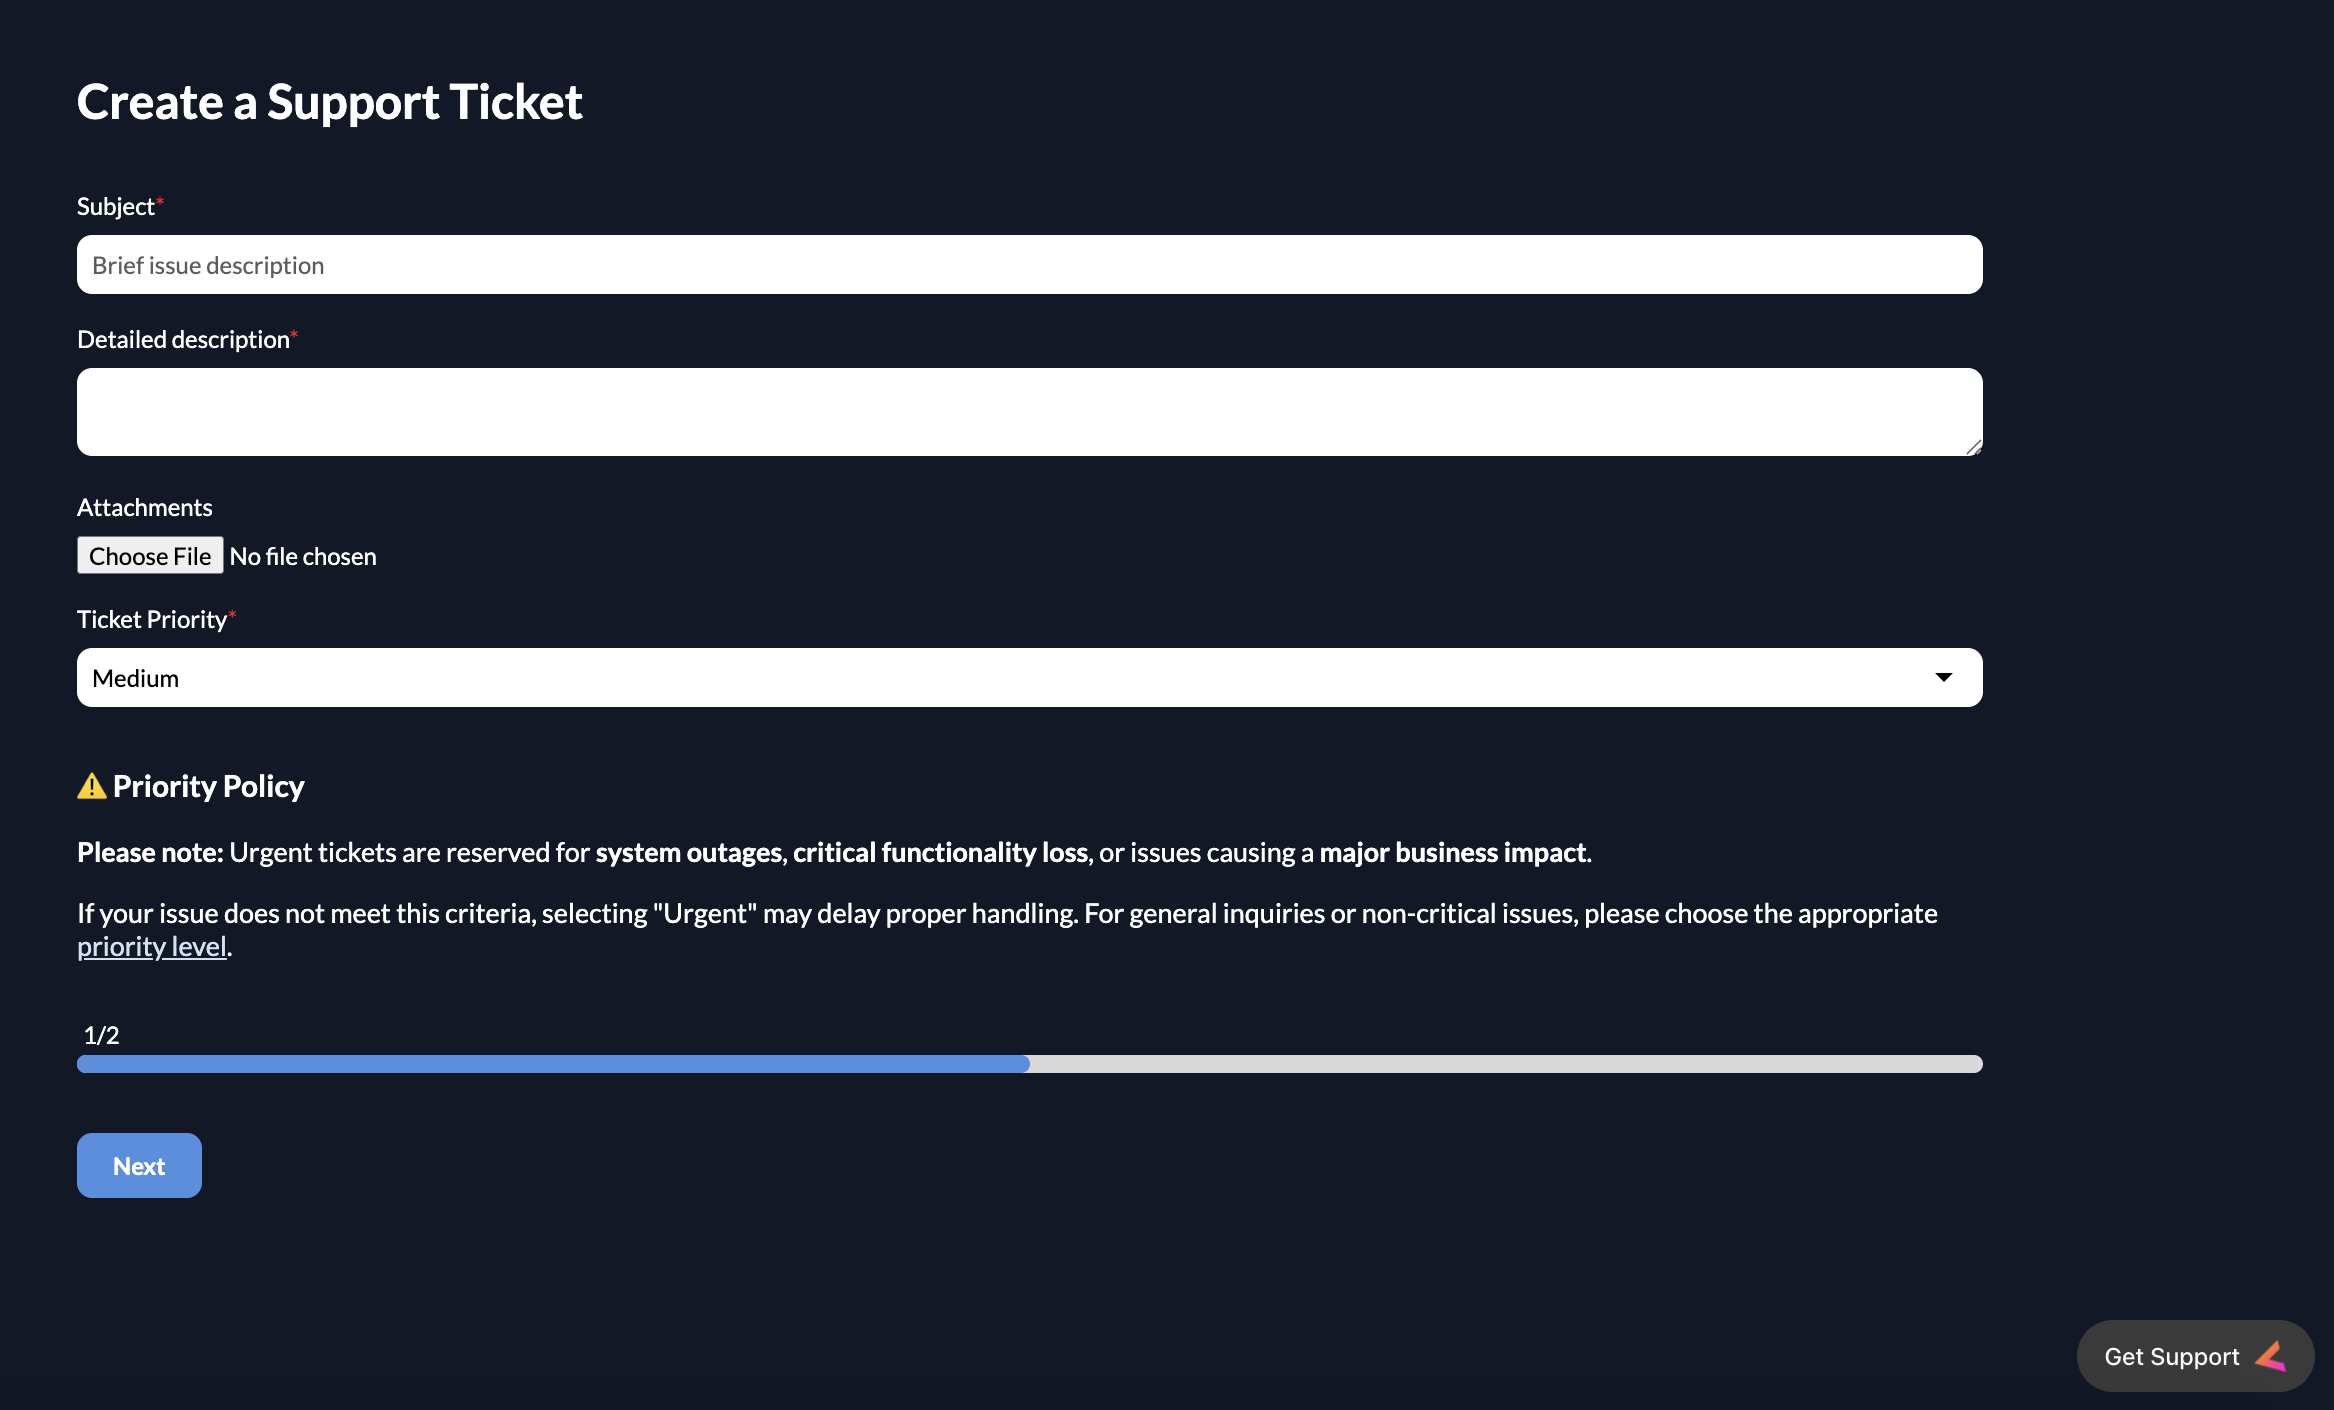 Create a Support Ticket
Subject*
Brief issue description
Detailed description*
Attachments
Choose File No file chosen
Ticket Priority*
Medium
⚠️ Priority Policy
Please note: Urgent tickets are reserved for system outages, critical functionality loss, or issues causing a major business impact.
If your issue does not meet this criteria, selecting "Urgent" may delay proper handling. For general inquiries or non-critical issues, please choose the appropriate
priority level.
1/2
Next
Get Support